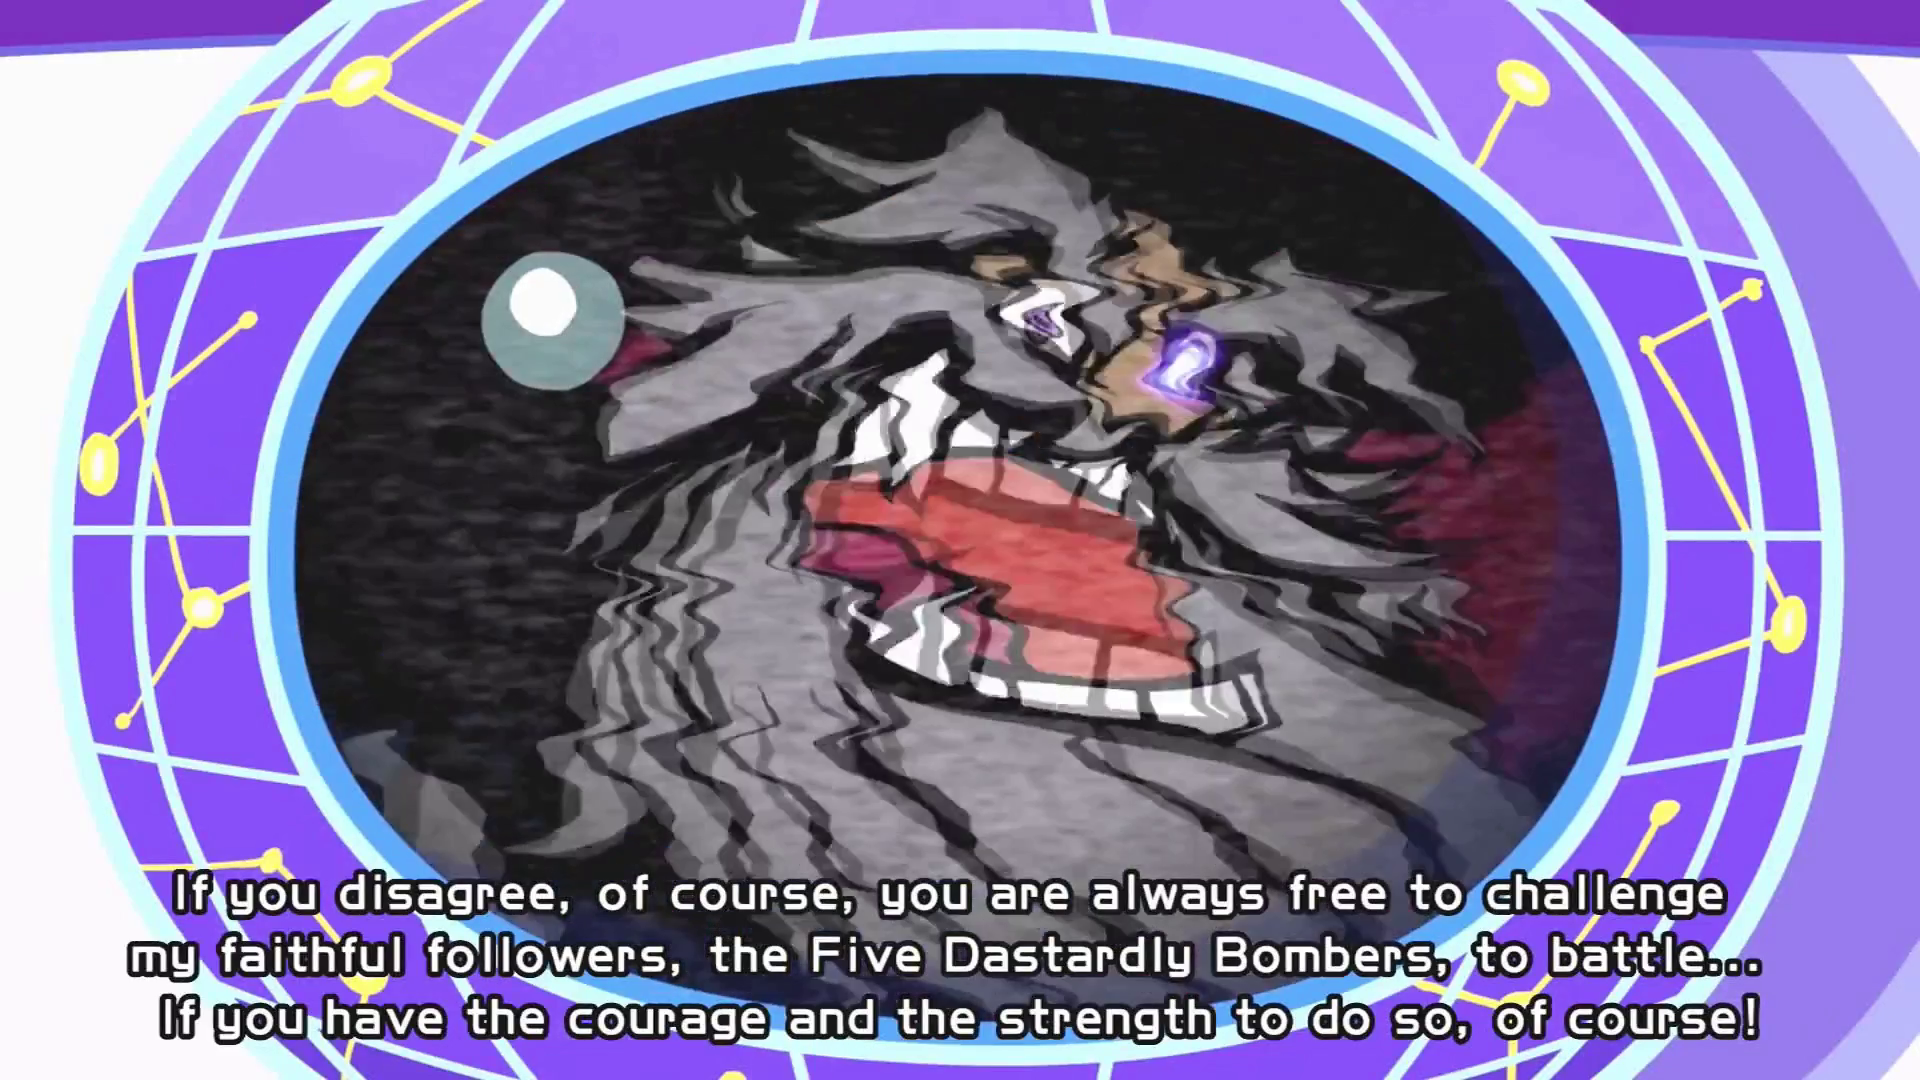 If you disagree, of course, you are always free to challenge
my faithful followers, the Five Dastardly Bombers, to battle...
If you have the courage and the strength to do so, of course!